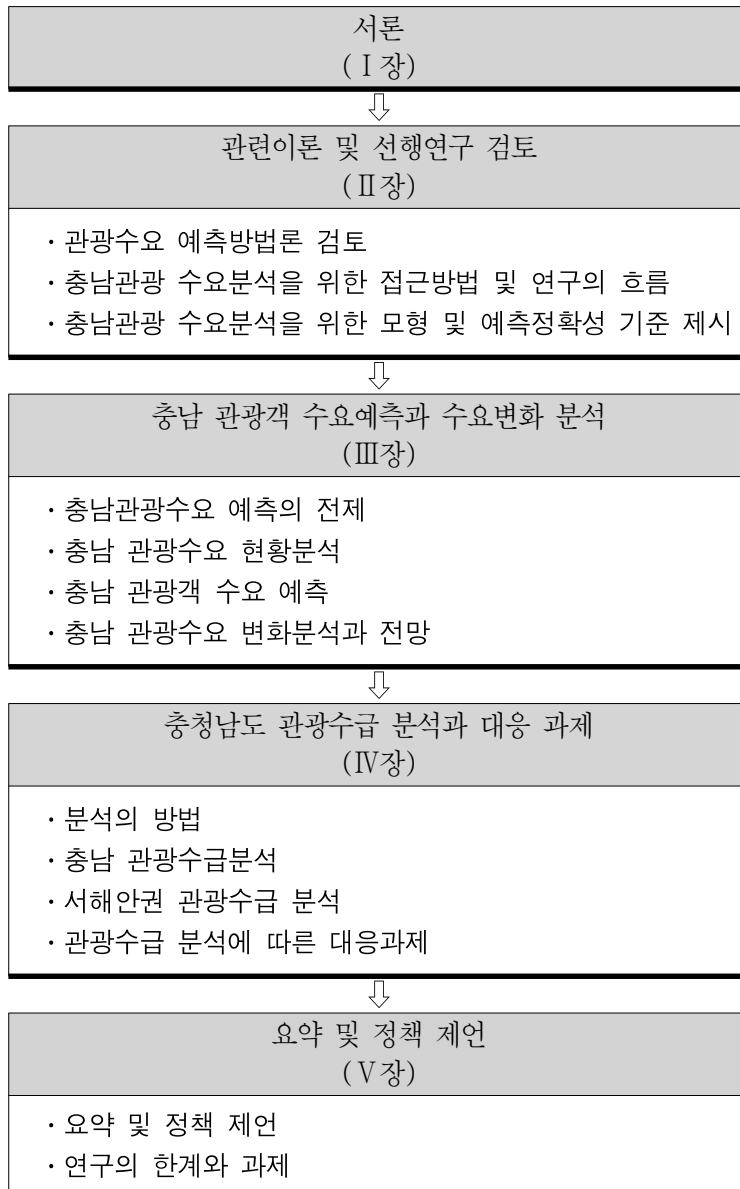 서론
(Ⅰ장)
관련이론 및 선행연구 검토
(Ⅱ장)
· 관광수요 예측방법론 검토
· 충남관광 수요분석을 위한 접근방법 및 연구의 흐름
· 충남관광 수요분석을 위한 모형 및 예측정확성 기준 제시
충남 관광객 수요예측과 수요변화 분석
(Ⅲ장)
· 충남관광수요 예측의 전제
· 충남 관광수요 현황분석
· 충남 관광객 수요 예측
· 충남 관광수요 변화분석과 전망
충청남도 관광수급 분석과 대응 과제
(Ⅳ장)
· 분석의 방법
· 충남 관광수급분석
· 서해안권 관광수급 분석
· 관광수급 분석에 따른 대응과제
요약 및 정책 제언
(Ⅴ장)
· 요약 및 정책 제언
· 연구의 한계와 과제